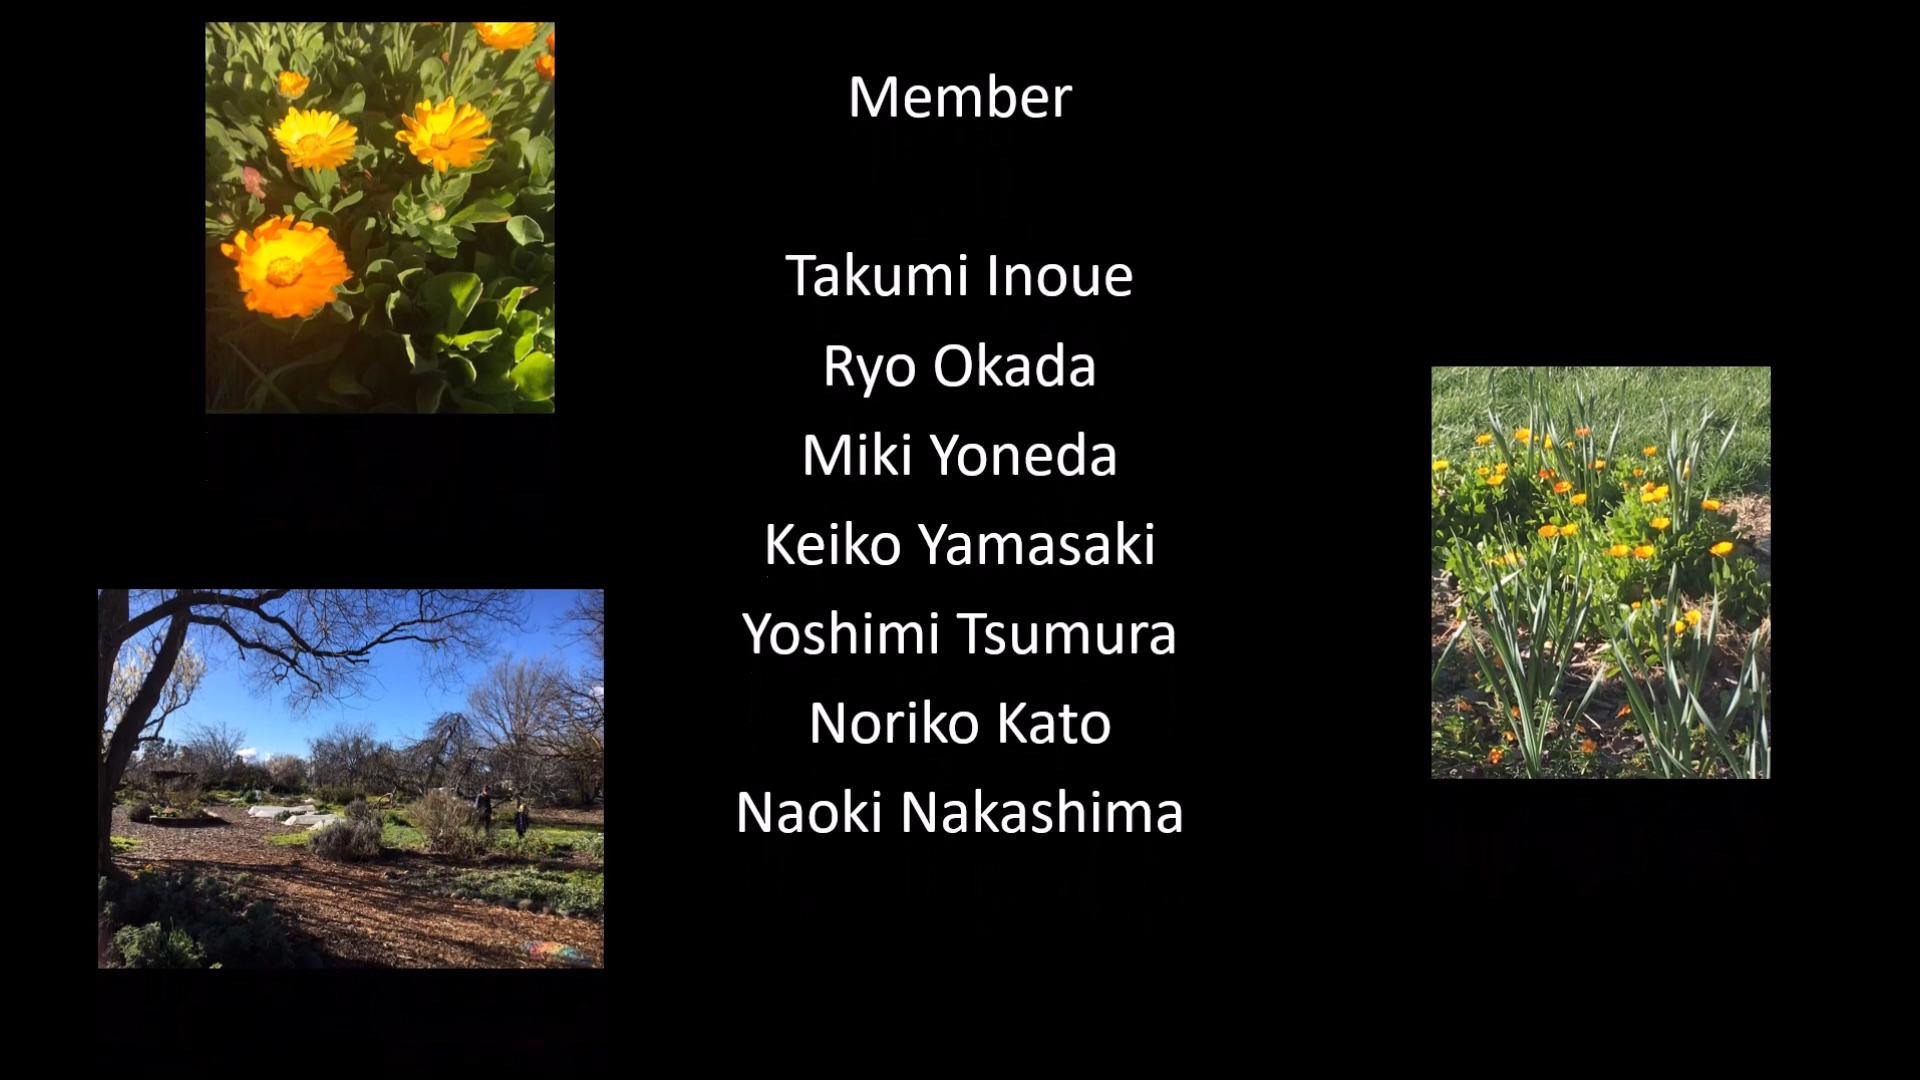 Member
Takumi Inoue
Ryo Okada
Miki Yoneda
Keiko Yamasaki
Yoshimi Tsumura
Noriko Kato
Naoki Nakashima